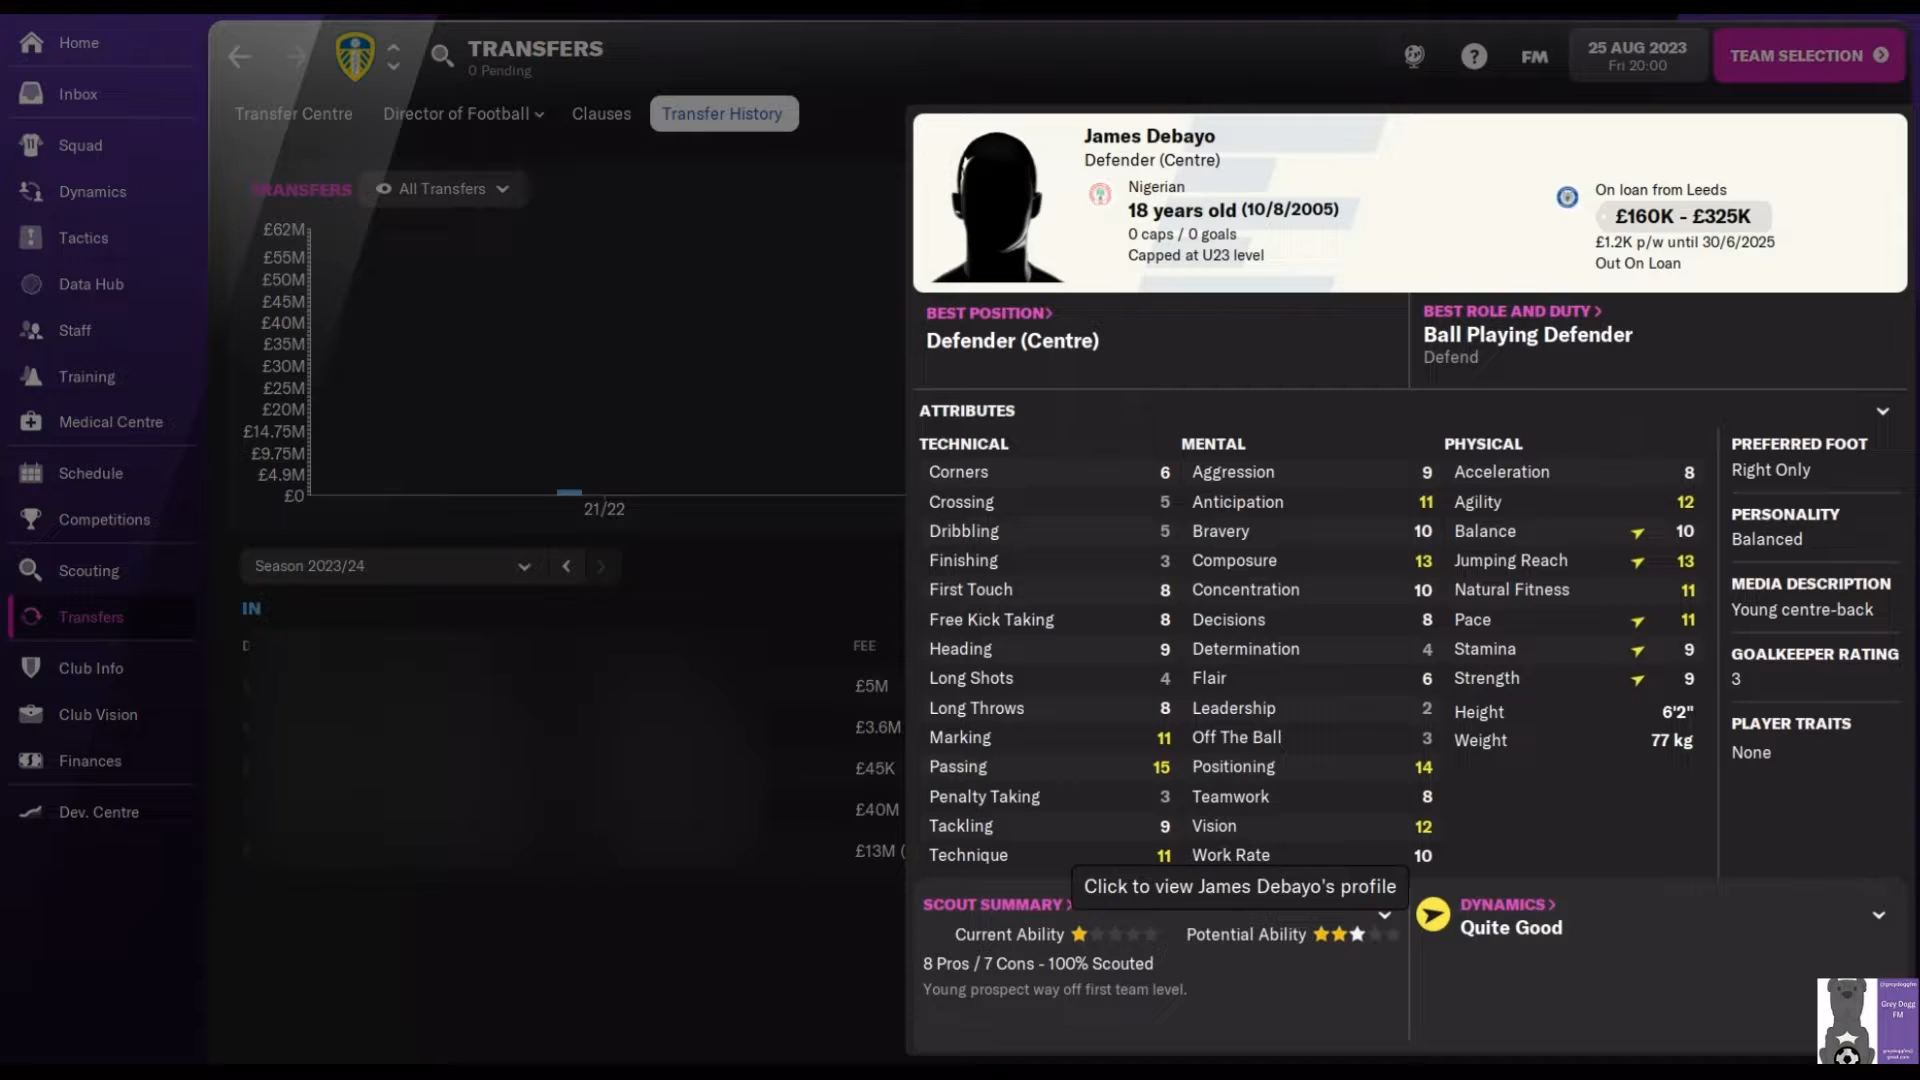 Home
Inbox
Squad
Dynamics
Tactics
Data Hub
Staff
Training
Medical Centre
Schedule
Competitions
Scouting
Transfers
Club Info
Club Vision
Finances
Dev. Centre
TRANSFERS
0 Pending
FM
25 AUG 2023
Fri 20:00
TEAM SELECTION
Transfer Centre
Director of Football
Clauses
Transfer History
TRANSFERS
All Transfers
£62M
£55M
£50M
£45M
£40M
£35M
£30M
£25M
£20M
£14.75M
£9.75M
£4.9M
£0
21/22
Season 2023/24
IN
D
FEE
£5M
£3.6M
£45K
£40M
£13M (
James Debayo
Defender (Centre)
Nigerian
18 years old (10/8/2005)
0 caps / 0 goals
Capped at U23 level
On loan from Leeds
£160K - £325K
£1.2K p/w until 30/6/2025
Out On Loan
BEST POSITION>
Defender (Centre)
BEST ROLE AND DUTY >
Ball Playing Defender
Defend
ATTRIBUTES
TECHNICAL
Corners 6
Crossing 5
Dribbling 5
Finishing 3
First Touch 8
Free Kick Taking 8
Heading 9
Long Shots 4
Long Throws 8
Marking 11
Passing 15
Penalty Taking 3
Tackling 9
Technique 11
MENTAL
Aggression 9
Anticipation 11
Bravery 10
Composure 13
Concentration 10
Decisions 8
Determination 4
Flair 6
Leadership 2
Off The Ball 3
Positioning 14
Teamwork 8
Vision 12
Work Rate 10
PHYSICAL
Acceleration 8
Agility 12
Balance 10
Jumping Reach 13
Natural Fitness 11
Pace 11
Stamina 9
Strength 9
Height 6'2"
Weight 77 kg
PREFERRED FOOT
Right Only
PERSONALITY
Balanced
MEDIA DESCRIPTION
Young centre-back
GOALKEEPER RATING
3
PLAYER TRAITS
None
Click to view James Debayo's profile
SCOUT SUMMARY >
Current Ability
Potential Ability
8 Pros / 7 Cons - 100% Scouted
Young prospect way off first team level.
DYNAMICS >
Quite Good
Grey Dogg
FM